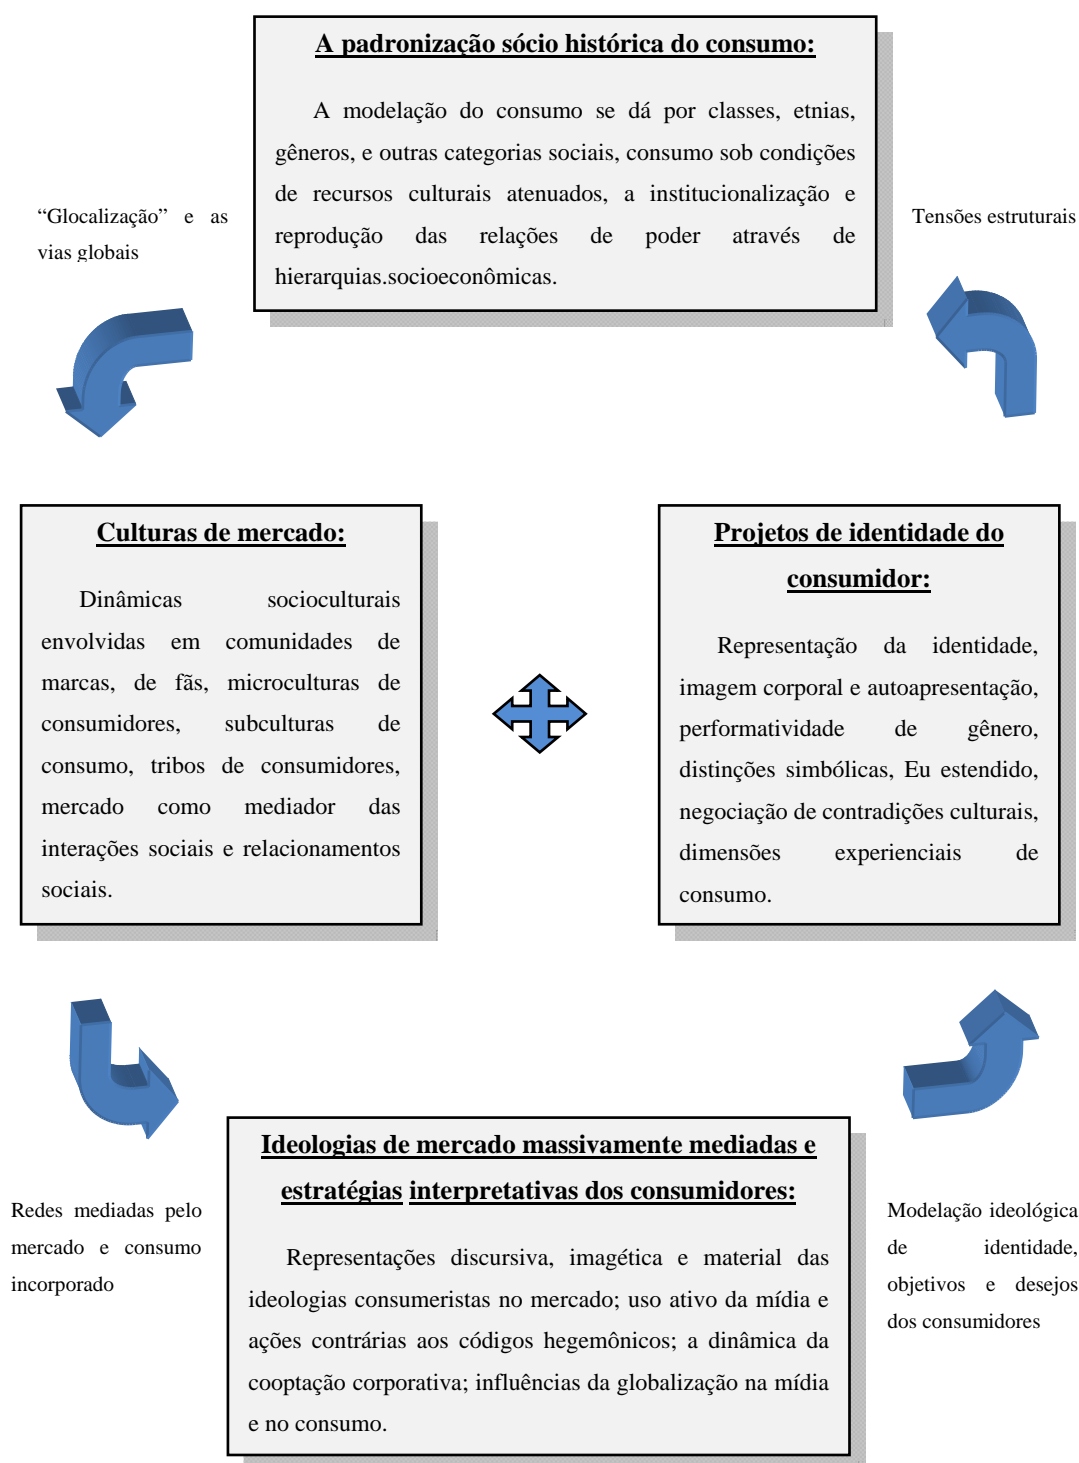 A padronização sócio histórica do consumo:
A modelação do consumo se dá por classes, etnias,
gêneros, e outras categorias sociais, consumo sob condições
de recursos culturais atenuados, a institucionalização e
reprodução das relações de poder através de
hierarquias.socioeconômicas.
“Glocalização” e as
vias globais
Tensões estruturais
Culturas de mercado:
Dinâmicas socioculturais
envolvidas em comunidades de
marcas, de fãs, microculturas de
consumidores, subculturas de
consumo, tribos de consumidores,
mercado como mediador das
interações sociais e relacionamentos
sociais.
Projetos de identidade do
consumidor:
Representação da identidade,
imagem corporal e autoapresentação,
performatividade de gênero,
distinções simbólicas, Eu estendido,
negociação de contradições culturais,
dimensões experienciais de
consumo.
Ideologias de mercado massivamente mediadas e
estratégias interpretativas dos consumidores:
Representações discursiva, imagética e material das
ideologias consumeristas no mercado; uso ativo da mídia e
ações contrárias aos códigos hegemônicos; a dinâmica da
cooptação corporativa; influências da globalização na mídia
e no consumo.
Redes mediadas pelo
mercado e consumo
incorporado
Modelação ideológica
de identidade,
objetivos e desejos
dos consumidores